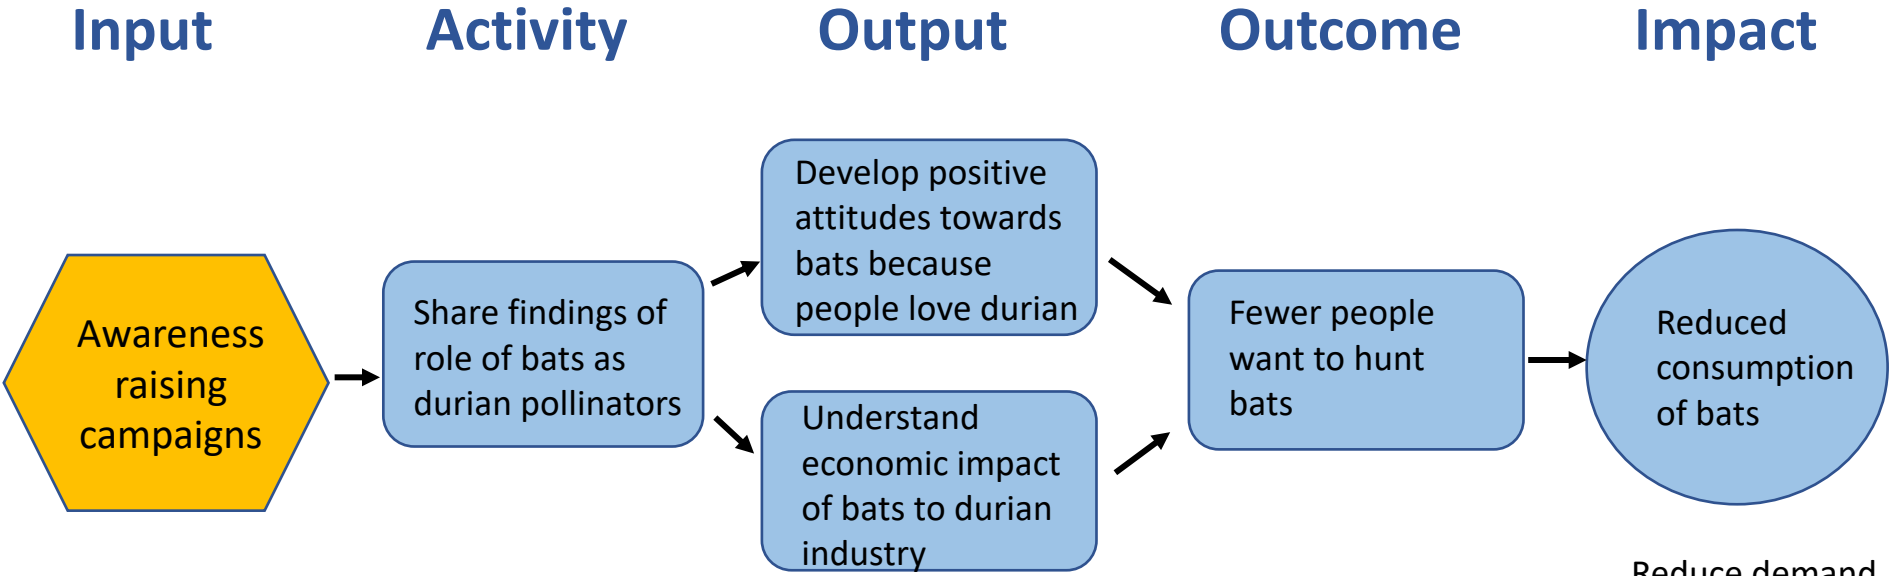 Input
Activity
Output
Outcome
Impact
Awareness
raising
campaigns
Share findings of
role of bats as
durian pollinators
Develop positive
attitudes towards
bats because
people love durian
Understand
economic impact
of bats to durian
industry
Fewer people
want to hunt
bats
Reduced
consumption
of bats
Reduce demand